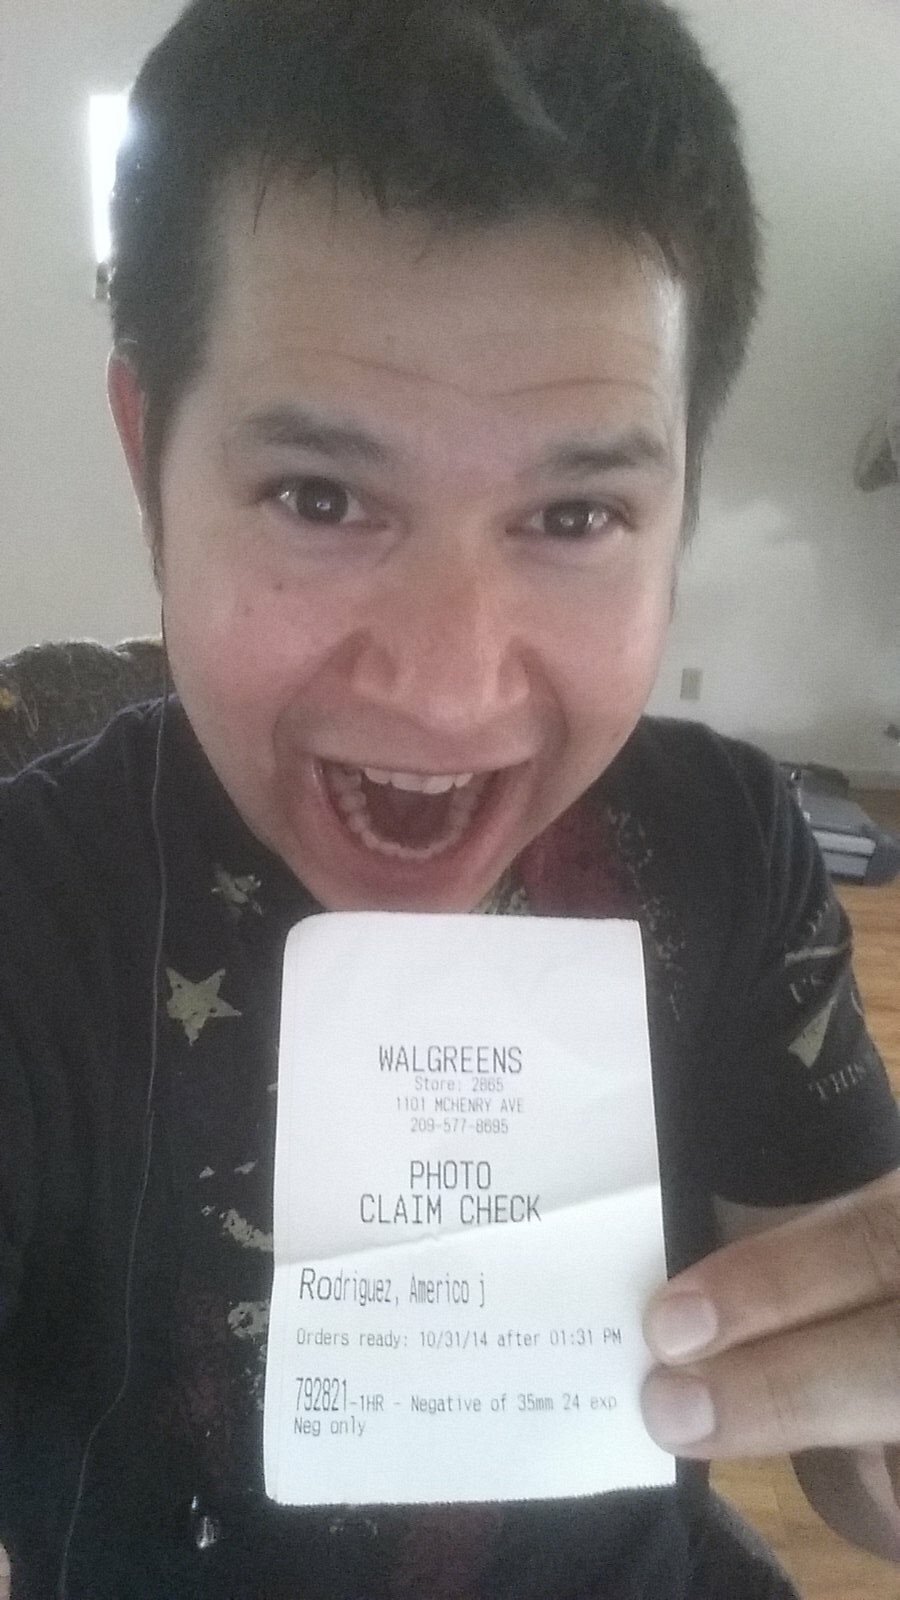 WALGREENS
Store: 2865
1101 MCHENRY AVE
209-577-8695
PHOTO
CLAIM CHECK
Rodriguez, Americo j
Orders ready: 10/31/14 after 01:31 PM
792821-1HR - Negative of 35mm 24 exp
Neg only
THIS